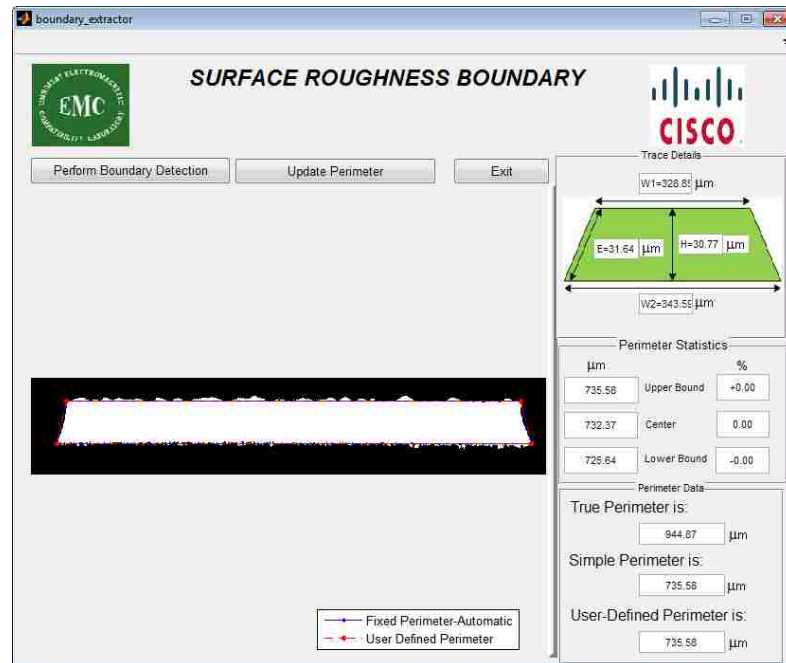 boundary_extractor
SURFACE ROUGHNESS BOUNDARY
EMC
CISCO
Perform Boundary Detection
Update Perimeter
Exit
Trace Details
W1=328.85 μm
E=31.64 μm
H=30.77 μm
W2=343.59 μm
Perimeter Statistics
μm
%
735.58 Upper Bound +0.00
732.37 Center 0.00
725.64 Lower Bound -0.00
Perimeter Data
True Perimeter is:
944.87 μm
Simple Perimeter is:
735.58 μm
User-Defined Perimeter is:
735.58 μm
Fixed Perimeter-Automatic
User Defined Perimeter